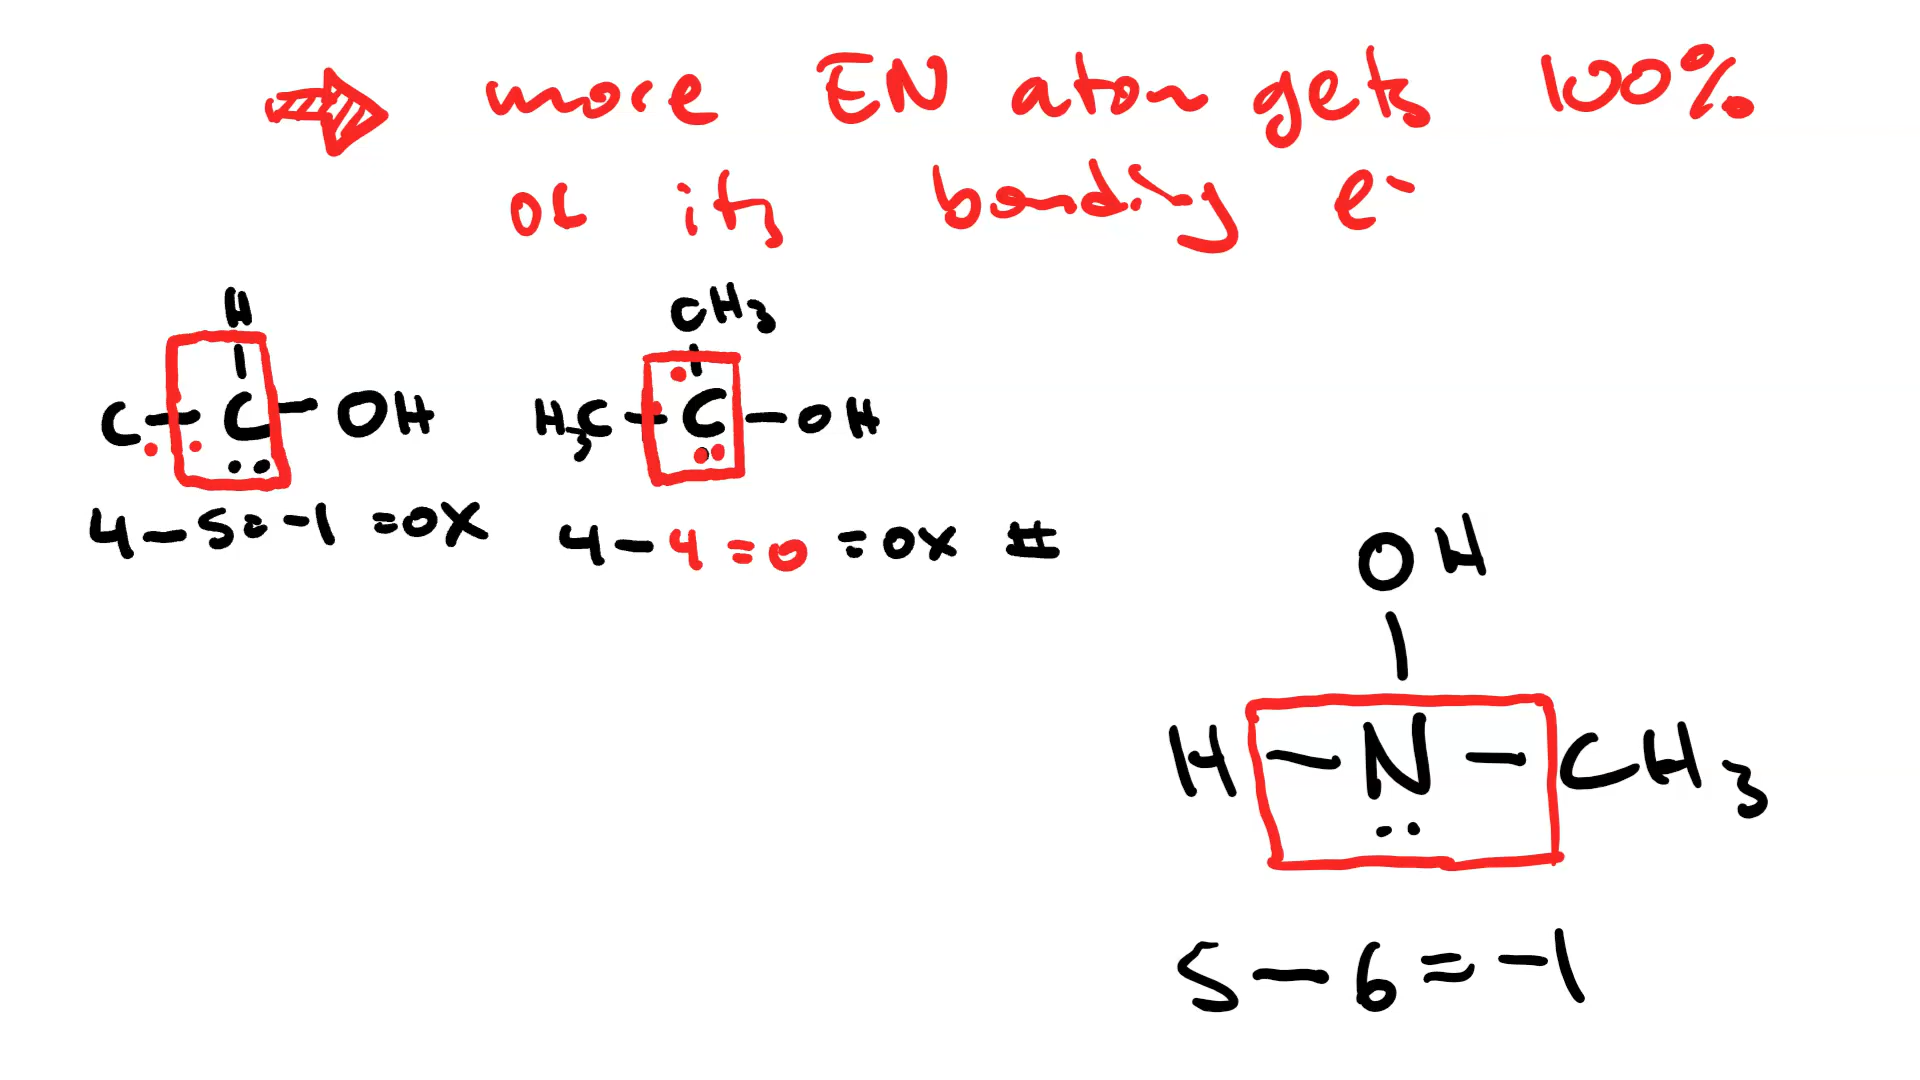 ⇒ more EN atom gets 100%
of its bonding e⁻
H
C - C - OH
4 - 5 = -1 = OX
CH₃
H₃C - C - OH
4 - 4 = 0 = OX #
OH
H - N - CH₃
5 - 6 = -1